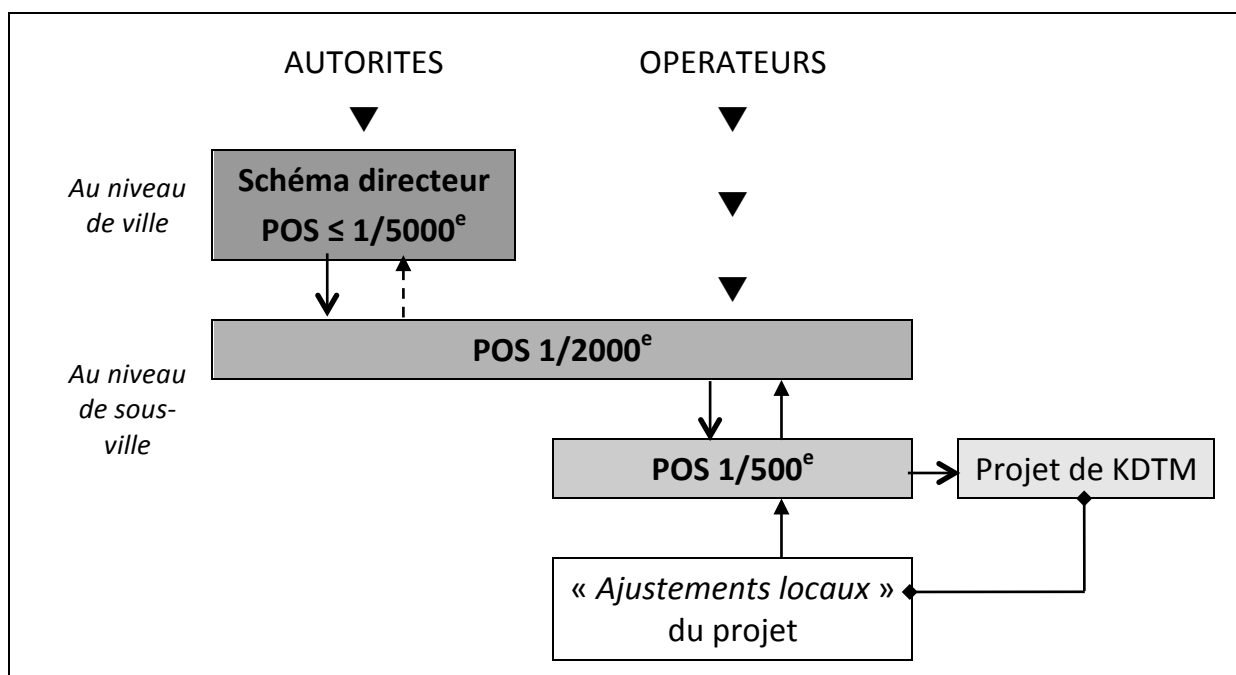 AUTORITES
OPERATEURS
Au niveau
de ville
Schéma directeur
POS ≤ 1/5000e
POS 1/2000e
Au niveau
de sous-
ville
POS 1/500e
Projet de KDTM
« Ajustements locaux »
du projet